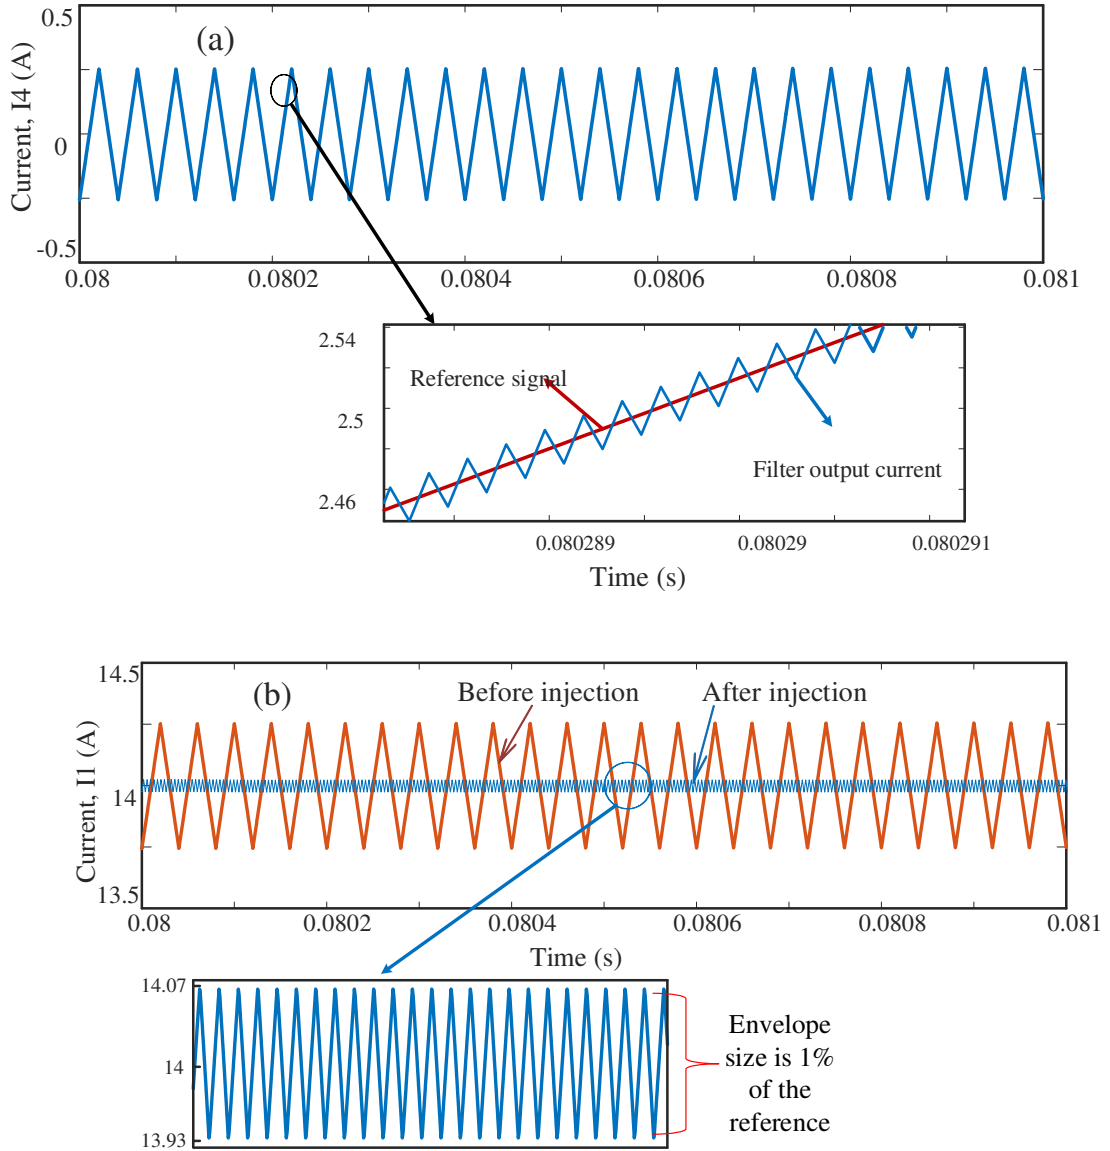 0.5
(a)
Current, I4 (A)
0
-0.5
0.08
0.0802
0.0804
0.0806
0.0808
0.081
2.54
Reference signal
2.5
Filter output current
2.46
0.080289
0.08029
0.080291
Time (s)
14.5
(b)
Before injection
After injection
Current, I1 (A)
14
13.5
0.08
0.0802
0.0804
0.0806
0.0808
0.081
Time (s)
14.07
14
13.93
Envelope
size is 1%
of the
reference